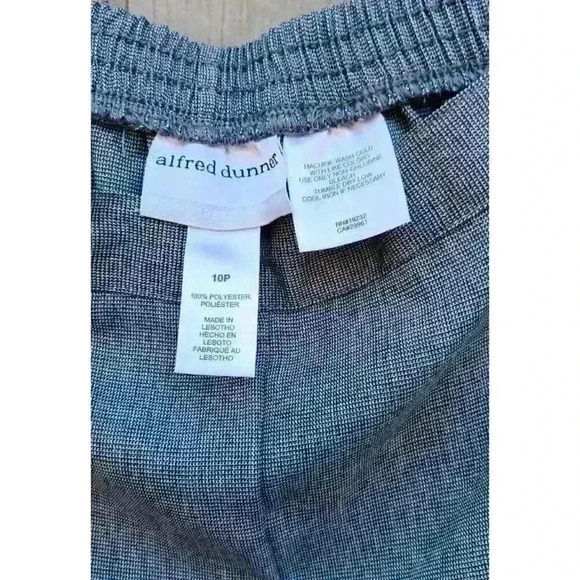 alfred dunner
10P
100% POLYESTER
POLIÉSTER
MADE IN
LESOTHO
HECHO EN
LESOTO
FABRIQUÉ AU
LESOTHO
MACHINE WASH COLD
WITH LIKE COLORS
USE ONLY NON-CHLORINE
BLEACH
TUMBLE DRY LOW
COOL IRON IF NECESSARY
RN#19232
CA#29961